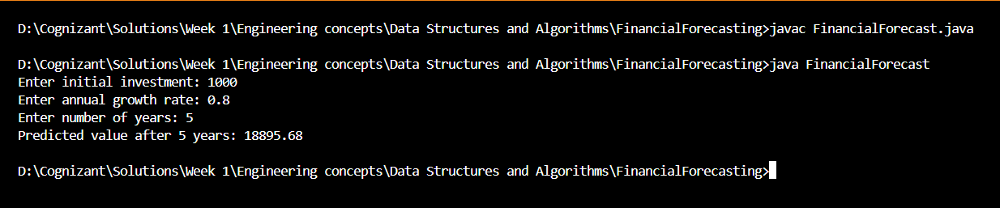 D:\Cognizant\Solutions\Week 1\Engineering concepts\Data Structures and Algorithms\FinancialForecasting>javac FinancialForecast.java
D:\Cognizant\Solutions\Week 1\Engineering concepts\Data Structures and Algorithms\FinancialForecasting>java FinancialForecast
Enter initial investment: 1000
Enter annual growth rate: 0.8
Enter number of years: 5
Predicted value after 5 years: 18895.68
D:\Cognizant\Solutions\Week 1\Engineering concepts\Data Structures and Algorithms\FinancialForecasting>